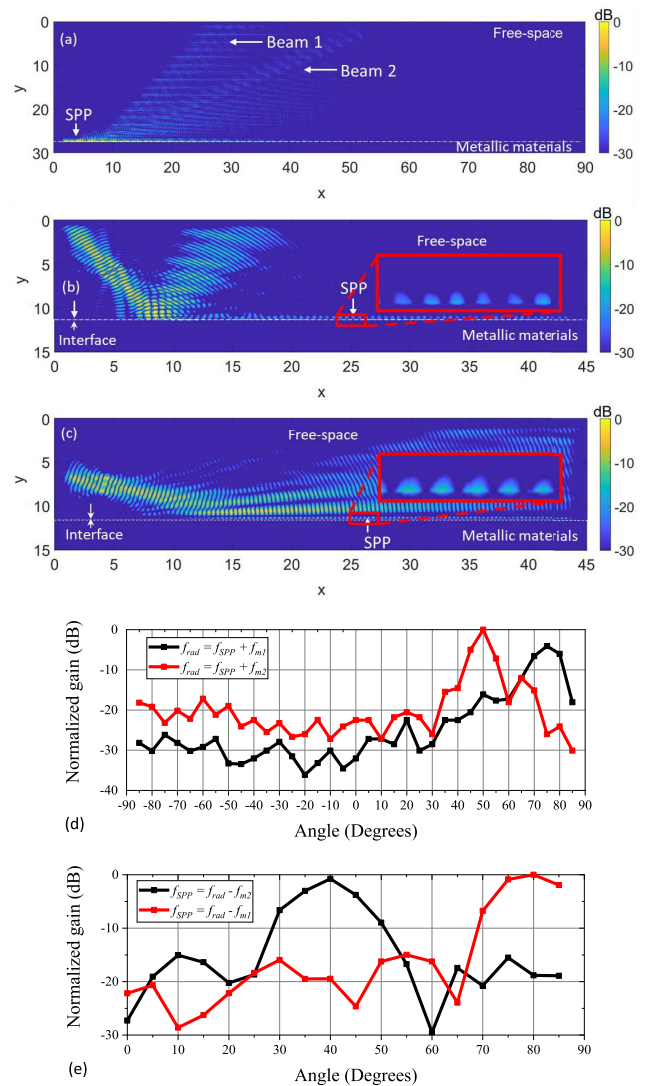 dB
(a) Beam 1 Free-space
Beam 2
SPP
Metallic materials
y
0 10 20 30
0 10 20 30 40 50 60 70 80 90
x
0 -10 -20 -30
dB
Free-space
(b) SPP
Interface Metallic materials
y
0 5 10 15
0 5 10 15 20 25 30 35 40 45
x
0 -10 -20 -30
dB
(c) Free-space
Interface SPP Metallic materials
y
0 5 10 15
0 5 10 15 20 25 30 35 40 45
x
0 -10 -20 -30
f_rad = f_SPP + f_m1
f_rad = f_SPP + f_m2
Normalized gain (dB)
0 -10 -20 -30 -40
-90 -80 -70 -60 -50 -40 -30 -20 -10 0 10 20 30 40 50 60 70 80 90
Angle (Degrees)
(d)
f_SPP = f_rad - f_m2
f_SPP = f_rad - f_m1
Normalized gain (dB)
0 -10 -20 -30
0 10 20 30 40 50 60 70 80 90
Angle (Degrees)
(e)